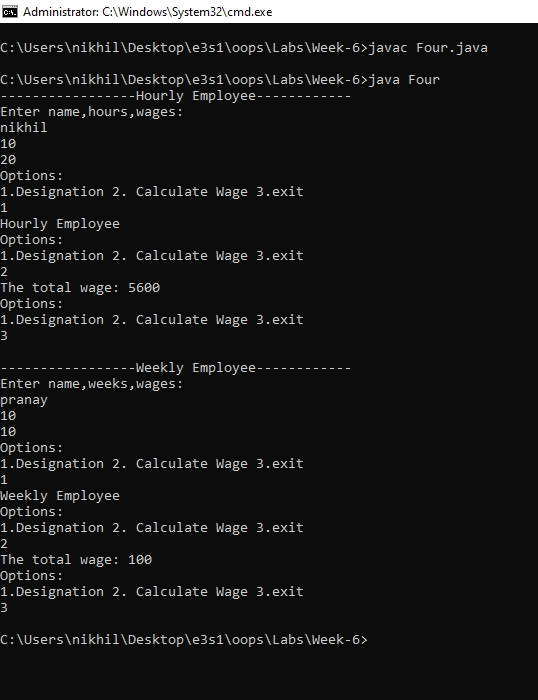 Administrator: C:\Windows\System32\cmd.exe
C:\Users\nikhil\Desktop\e3s1\oops\Labs\Week-6>javac Four.java
C:\Users\nikhil\Desktop\e3s1\oops\Labs\Week-6>java Four
-----------------Hourly Employee------------
Enter name,hours,wages:
nikhil
10
20
Options:
1.Designation 2. Calculate Wage 3.exit
1
Hourly Employee
Options:
1.Designation 2. Calculate Wage 3.exit
2
The total wage: 5600
Options:
1.Designation 2. Calculate Wage 3.exit
3
-----------------Weekly Employee------------
Enter name,weeks,wages:
pranay
10
10
Options:
1.Designation 2. Calculate Wage 3.exit
1
Weekly Employee
Options:
1.Designation 2. Calculate Wage 3.exit
2
The total wage: 100
Options:
1.Designation 2. Calculate Wage 3.exit
3
C:\Users\nikhil\Desktop\e3s1\oops\Labs\Week-6>